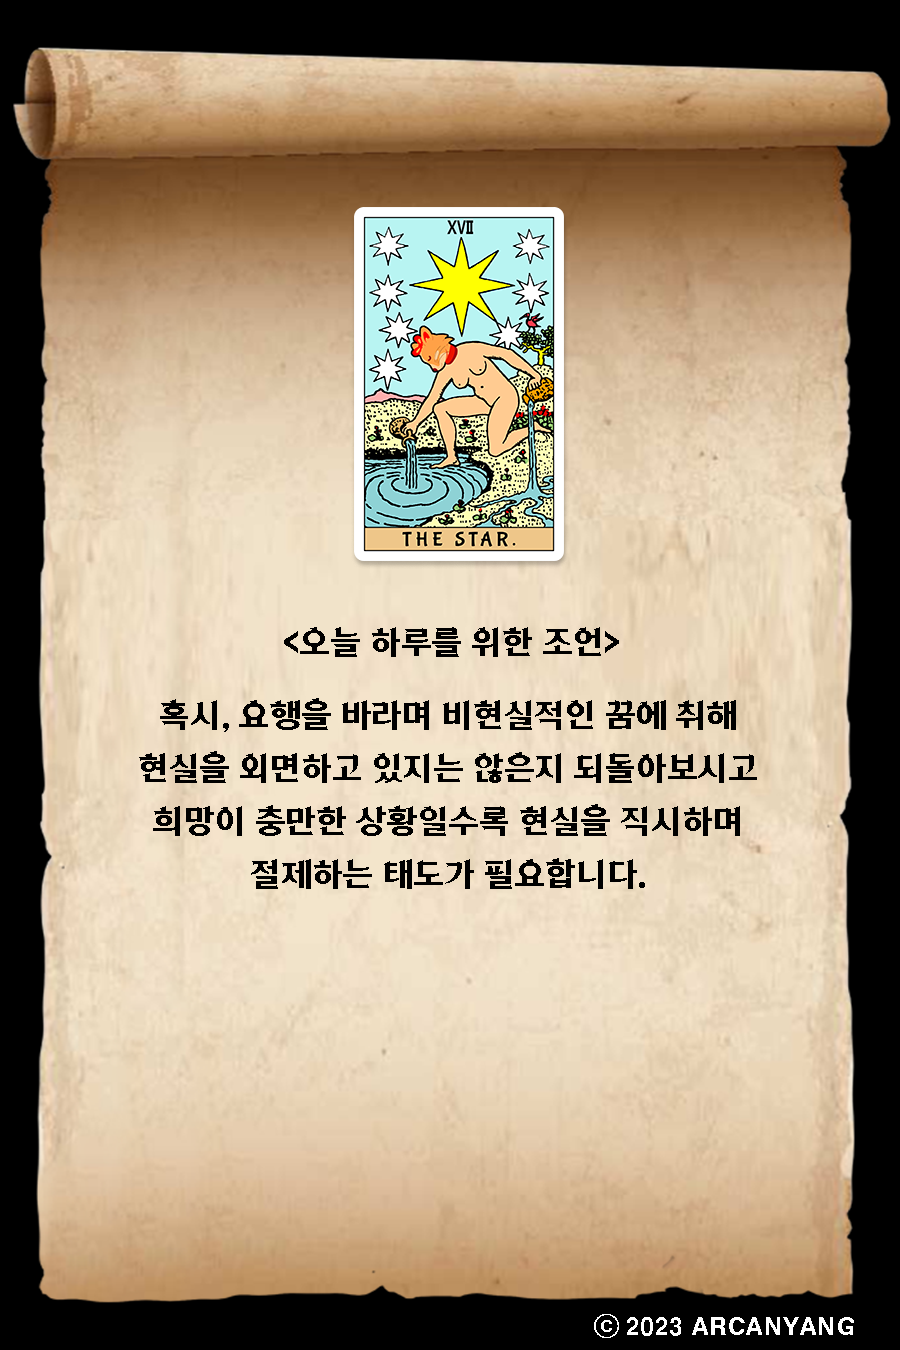 XVII
THE STAR.
<오늘 하루를 위한 조언>
혹시, 요행을 바라며 비현실적인 꿈에 취해
현실을 외면하고 있지는 않은지 되돌아보시고
희망이 충만한 상황일수록 현실을 직시하며
절제하는 태도가 필요합니다.
ⓒ 2023 ARCANYANG